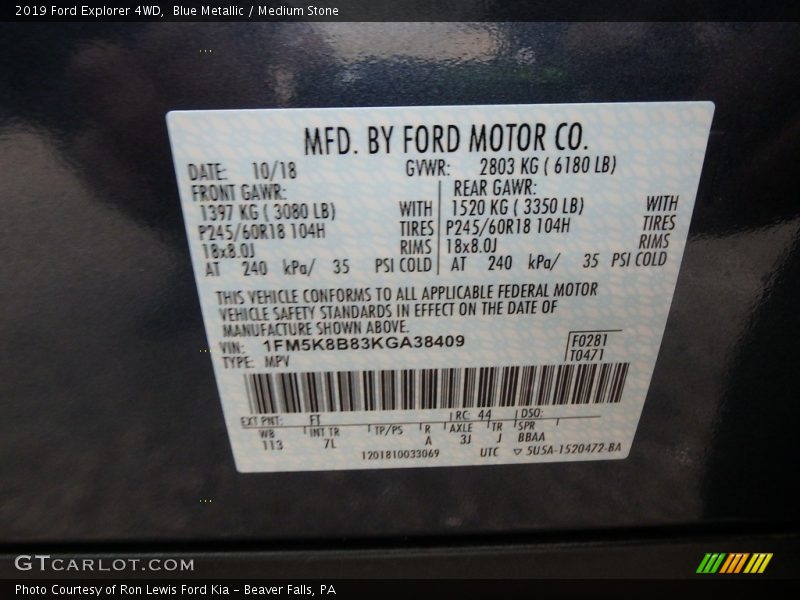 2019 Ford Explorer 4WD, Blue Metallic / Medium Stone
MFD. BY FORD MOTOR CO.
DATE: 10/18 GVWR: 2803 KG ( 6180 LB)
FRONT GAWR: REAR GAWR:
1397 KG ( 3080 LB) WITH 1520 KG ( 3350 LB) WITH
P245/60R18 104H TIRES P245/60R18 104H TIRES
18x8.0J RIMS 18x8.0J RIMS
AT 240 kPa/ 35 PSI COLD AT 240 kPa/ 35 PSI COLD
THIS VEHICLE CONFORMS TO ALL APPLICABLE FEDERAL MOTOR
VEHICLE SAFETY STANDARDS IN EFFECT ON THE DATE OF
MANUFACTURE SHOWN ABOVE.
VIN: 1FM5K8B83KGA38409 F0281
TYPE: MPV T0471
EXT PNT: FT RC: 44 DSO:
WB INT TR TP/PS R AXLE TR SPR
113 7L A 3J J BBAA
1201810033069 UTC ▽ 5U5A-1520472-BA
GTCARLOT.COM
Photo Courtesy of Ron Lewis Ford Kia - Beaver Falls, PA